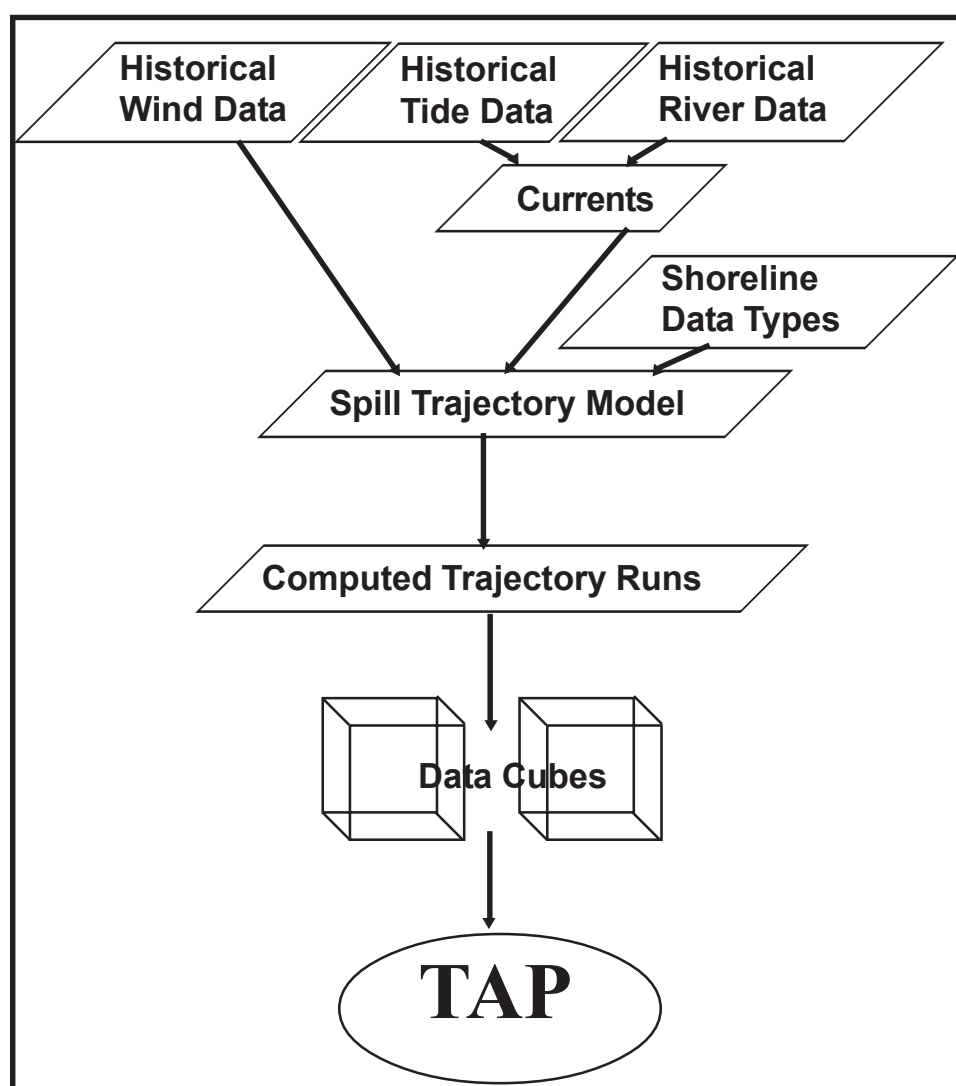 Historical
Wind Data
Historical
Tide Data
Historical
River Data
Currents
Shoreline
Data Types
Spill Trajectory Model
Computed Trajectory Runs
Data Cubes
TAP